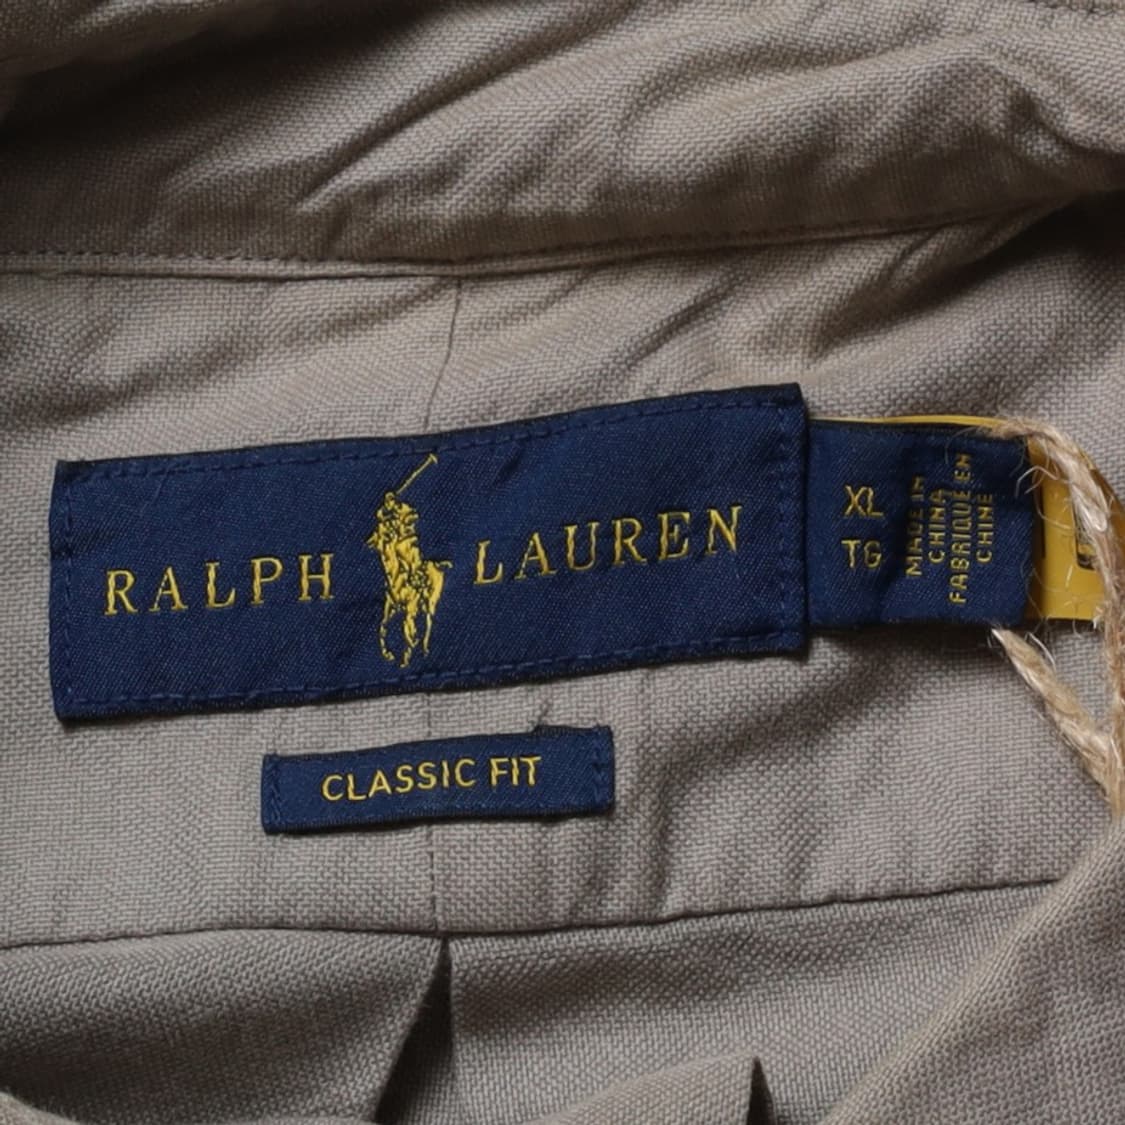 RALPH LAUREN
CLASSIC FIT
XL
TG
MADE IN
CHINA
FABRIQUÉ EN
CHINE